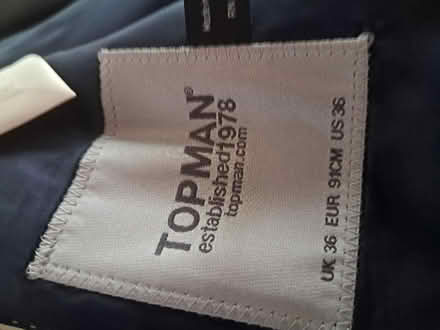 TOPMAN®
established1978
topman.com
UK 36 EUR 91CM US 36